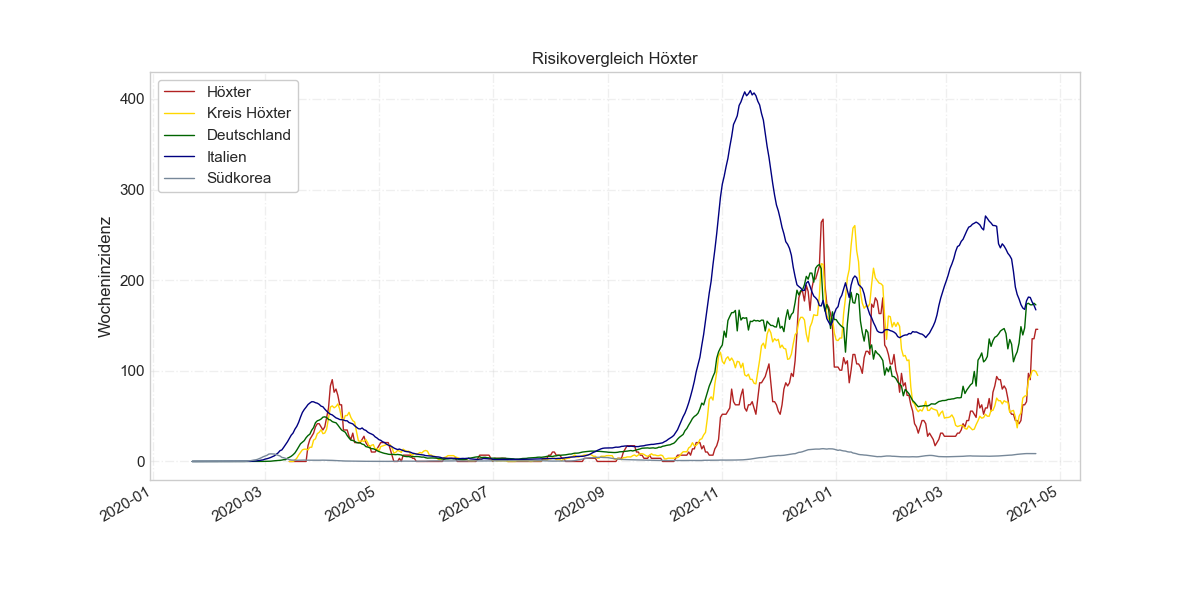 Risikovergleich Höxter
Höxter
Kreis Höxter
Deutschland
Italien
Südkorea
Wocheninzidenz
400
300
200
100
0
2020-01
2020-03
2020-05
2020-07
2020-09
2020-11
2021-01
2021-03
2021-05